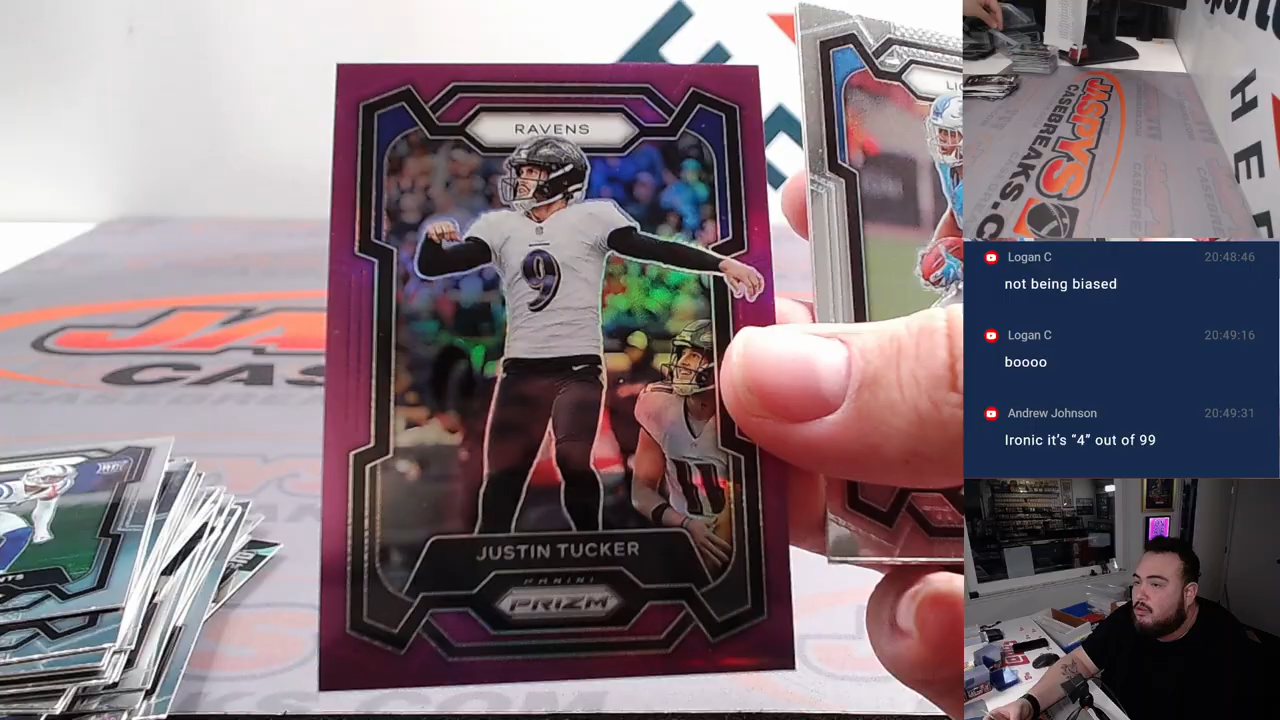 RAVENS
9
JUSTIN TUCKER
PANINI
PRIZM
JASPYS
CASEBREAKS.C
HE
Logan C 20:48:46
not being biased
Logan C 20:49:16
boooo
Andrew Johnson 20:49:31
Ironic it’s “4” out of 99